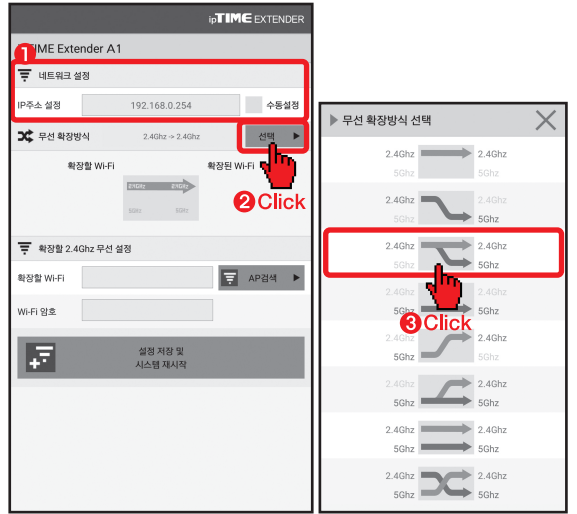 ipTIME EXTENDER
TIME Extender A1
1
네트워크 설정
IP주소 설정 192.168.0.254 수동설정
무선 확장방식 2.4Ghz -> 2.4Ghz 선택
확장할 Wi-Fi 확장된 Wi-Fi
2.4GHz 2.4GHz
5GHz 5GHz
2 Click
확장할 2.4Ghz 무선 설정
확장할 Wi-Fi AP검색
Wi-Fi 암호
설정 저장 및
시스템 재시작
무선 확장방식 선택
2.4Ghz 2.4Ghz
5Ghz 5Ghz
2.4Ghz 2.4Ghz
5Ghz 5Ghz
2.4Ghz 2.4Ghz
5Ghz 5Ghz
2.4Ghz 2.4Ghz
5Ghz 5Ghz
3 Click
2.4Ghz 2.4Ghz
5Ghz 5Ghz
2.4Ghz 2.4Ghz
5Ghz 5Ghz
2.4Ghz 2.4Ghz
5Ghz 5Ghz
2.4Ghz 2.4Ghz
5Ghz 5Ghz